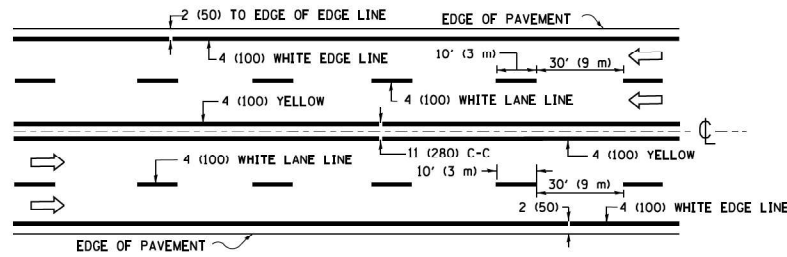 2 (50) TO EDGE OF EDGE LINE
EDGE OF PAVEMENT
4 (100) WHITE EDGE LINE
10' (3 m)
30' (9 m)
4 (100) YELLOW
4 (100) WHITE LANE LINE
CL
4 (100) WHITE LANE LINE
11 (280) C-C
4 (100) YELLOW
10' (3 m)
30' (9 m)
2 (50)
4 (100) WHITE EDGE LINE
EDGE OF PAVEMENT